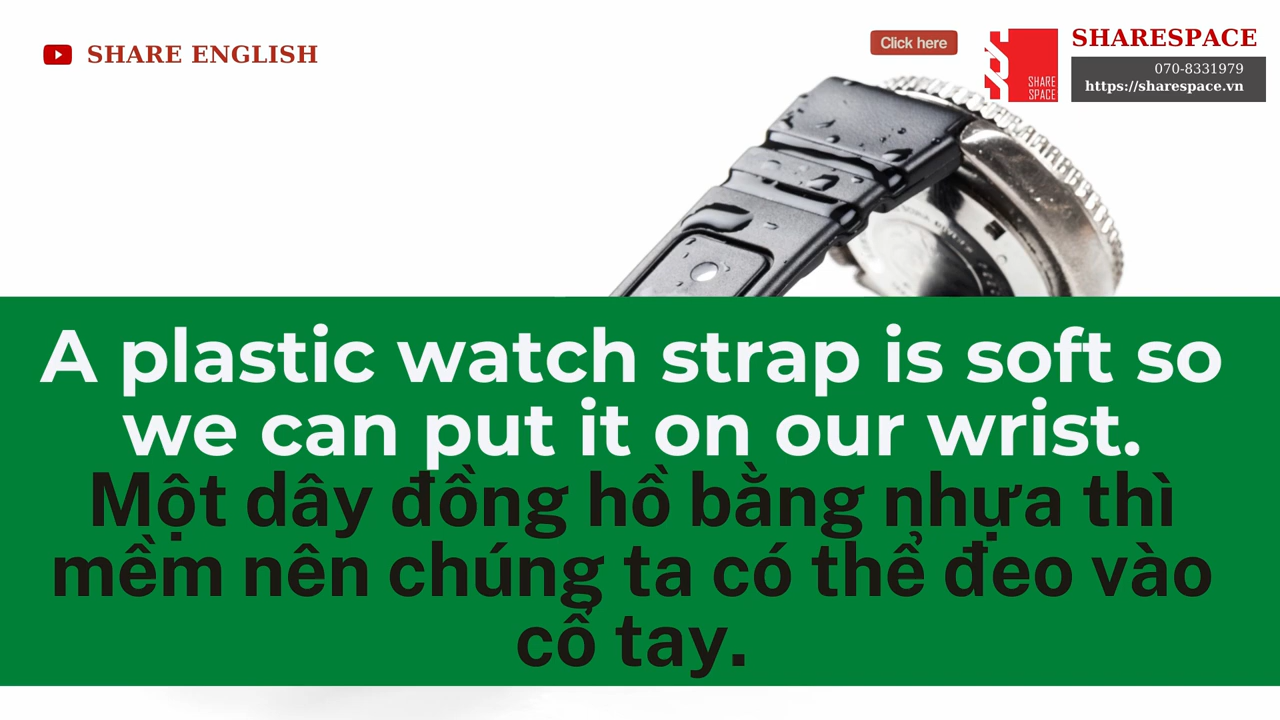 SHARE ENGLISH
Click here
SHARE
SPACE
SHARESPACE
070-8331979
https://sharespace.vn
A plastic watch strap is soft so
we can put it on our wrist.
Một dây đồng hồ bằng nhựa thì
mềm nên chúng ta có thể đeo vào
cổ tay.